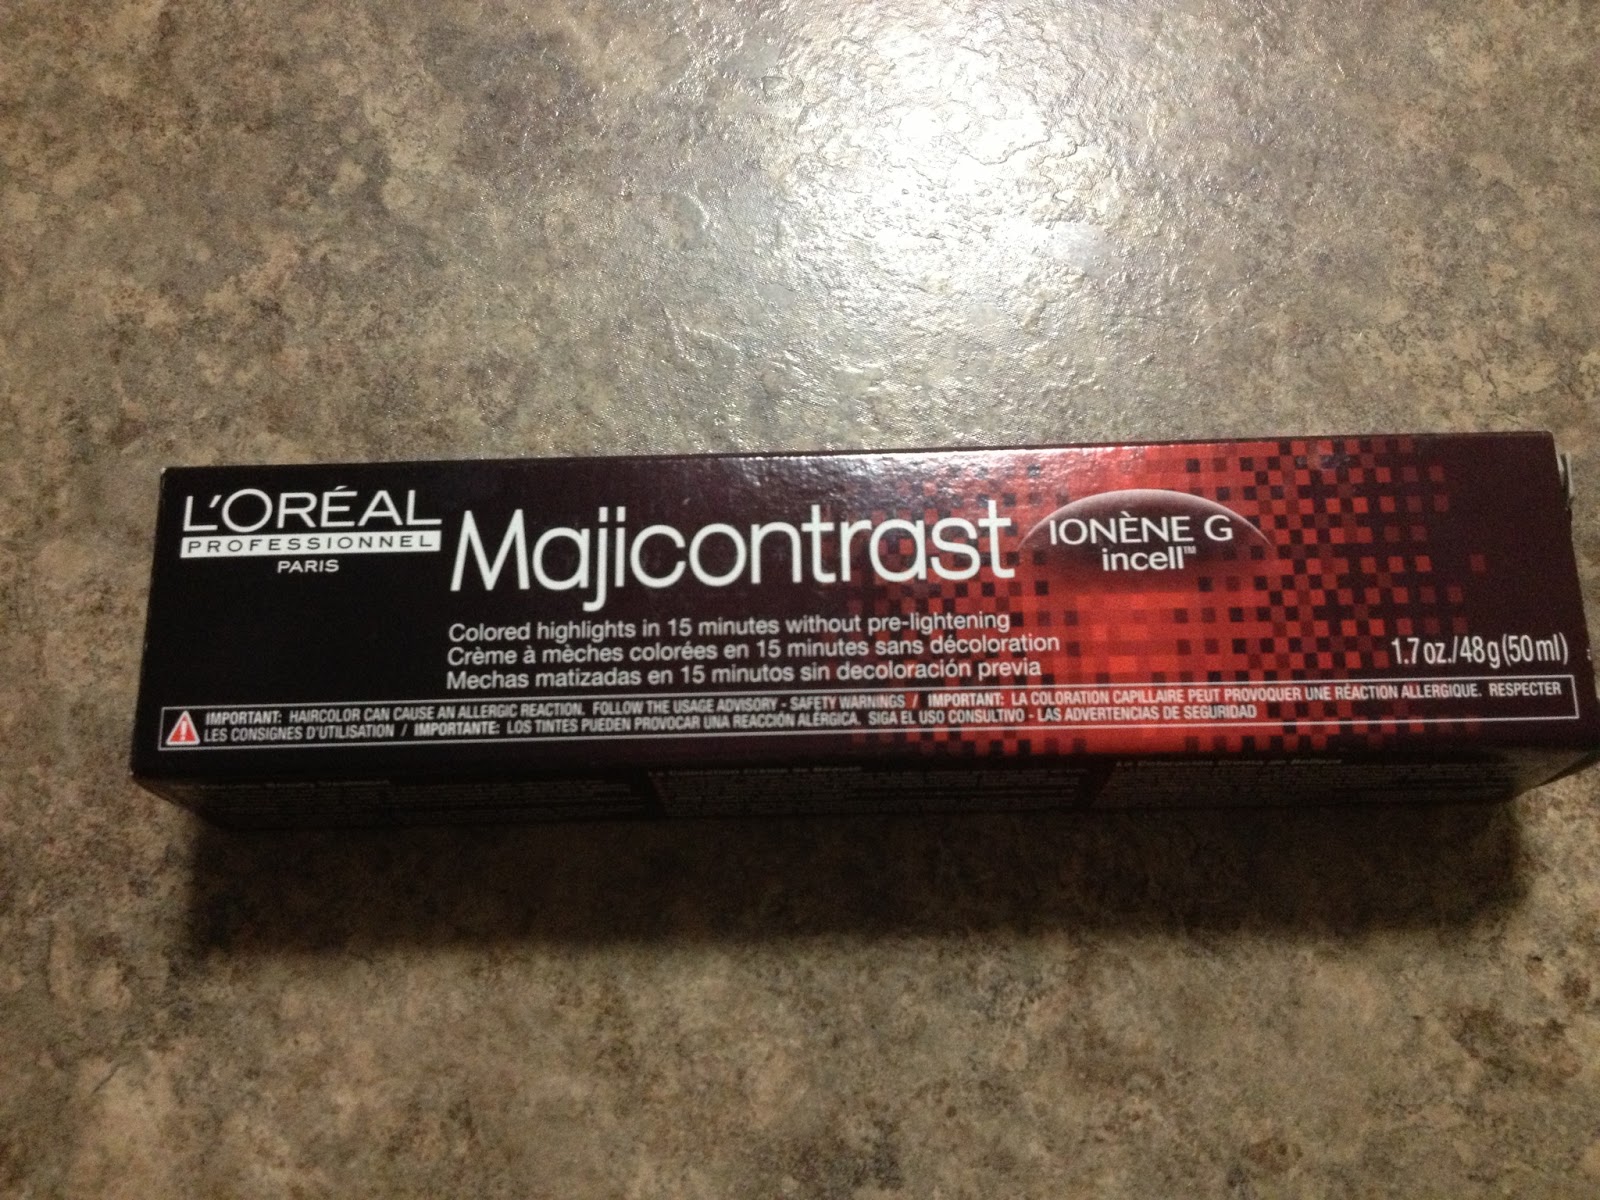 L'ORÉAL
PROFESSIONNEL
PARIS
Majicontrast
IONÈNE G
incell™
Colored highlights in 15 minutes without pre-lightening
Crème à mèches colorées en 15 minutes sans décoloration
Mechas matizadas en 15 minutos sin decoloración previa
1.7 oz./48g(50ml)
IMPORTANT: HAIRCOLOR CAN CAUSE AN ALLERGIC REACTION. FOLLOW THE USAGE ADVISORY - SAFETY WARNINGS / IMPORTANT: LA COLORATION CAPILLAIRE PEUT PROVOQUER UNE RÉACTION ALLERGIQUE. RESPECTER
LES CONSIGNES D'UTILISATION / IMPORTANTE: LOS TINTES PUEDEN PROVOCAR UNA REACCIÓN ALÉRGICA. SIGA EL USO CONSULTIVO - LAS ADVERTENCIAS DE SEGURIDAD